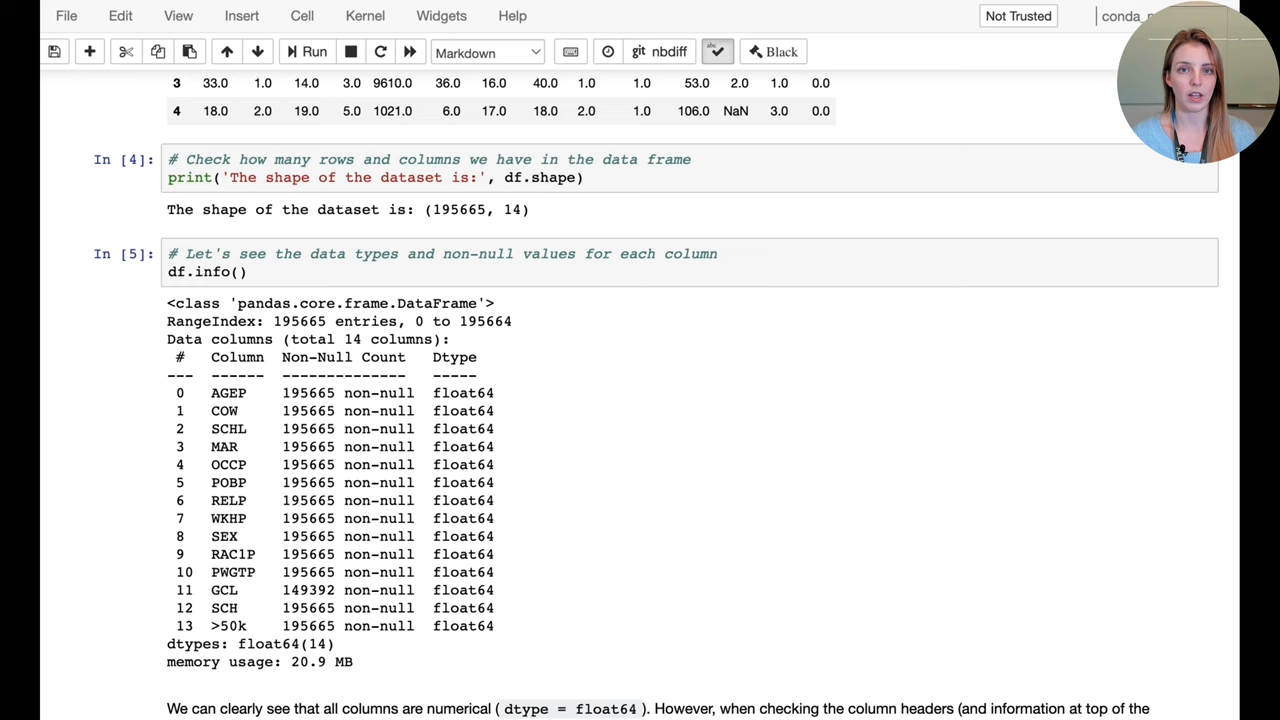 File Edit View Insert Cell Kernel Widgets Help Not Trusted conda_
Run Markdown git nbdiff abc Black
3 33.0 1.0 14.0 3.0 9610.0 36.0 16.0 40.0 1.0 1.0 53.0 2.0 1.0 0.0
4 18.0 2.0 19.0 5.0 1021.0 6.0 17.0 18.0 2.0 1.0 106.0 NaN 3.0 0.0
In [4]: # Check how many rows and columns we have in the data frame
print('The shape of the dataset is:', df.shape)
The shape of the dataset is: (195665, 14)
In [5]: # Let's see the data types and non-null values for each column
df.info()
<class 'pandas.core.frame.DataFrame'>
RangeIndex: 195665 entries, 0 to 195664
Data columns (total 14 columns):
# Column Non-Null Count Dtype
--- ------ -------------- -----
0 AGEP 195665 non-null float64
1 COW 195665 non-null float64
2 SCHL 195665 non-null float64
3 MAR 195665 non-null float64
4 OCCP 195665 non-null float64
5 POBP 195665 non-null float64
6 RELP 195665 non-null float64
7 WKHP 195665 non-null float64
8 SEX 195665 non-null float64
9 RAC1P 195665 non-null float64
10 PWGTP 195665 non-null float64
11 GCL 149392 non-null float64
12 SCH 195665 non-null float64
13 >50k 195665 non-null float64
dtypes: float64(14)
memory usage: 20.9 MB
We can clearly see that all columns are numerical ( dtype = float64 ). However, when checking the column headers (and information at top of the